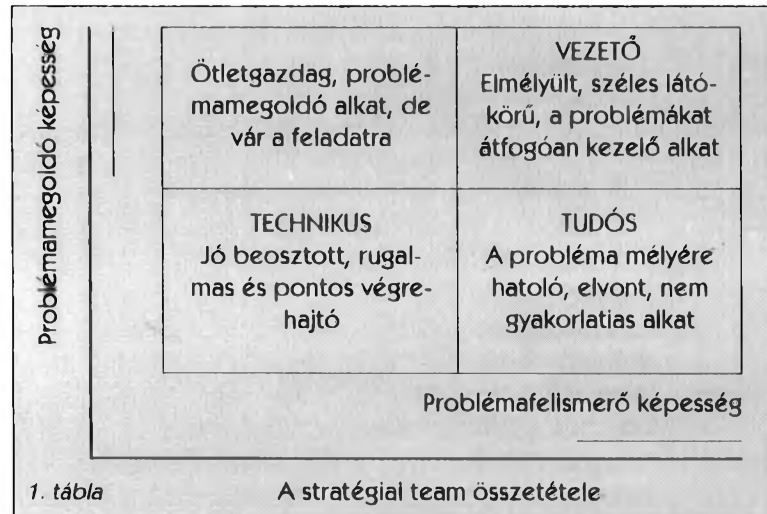 Problémamegoldó képesség
Ötletgazdag, problé-
mamegoldó alkat, de
vár a feladatra
VEZETŐ
Elmélyült, széles látó-
körű, a problémákat
átfogóan kezelő alkat
TECHNIKUS
Jó beosztott, rugal-
mas és pontos végre-
hajtó
TUDÓS
A probléma mélyére
hatoló, elvont, nem
gyakorlatias alkat
Problémafelismerő képesség
1. tábla
A stratégiai team összetétele